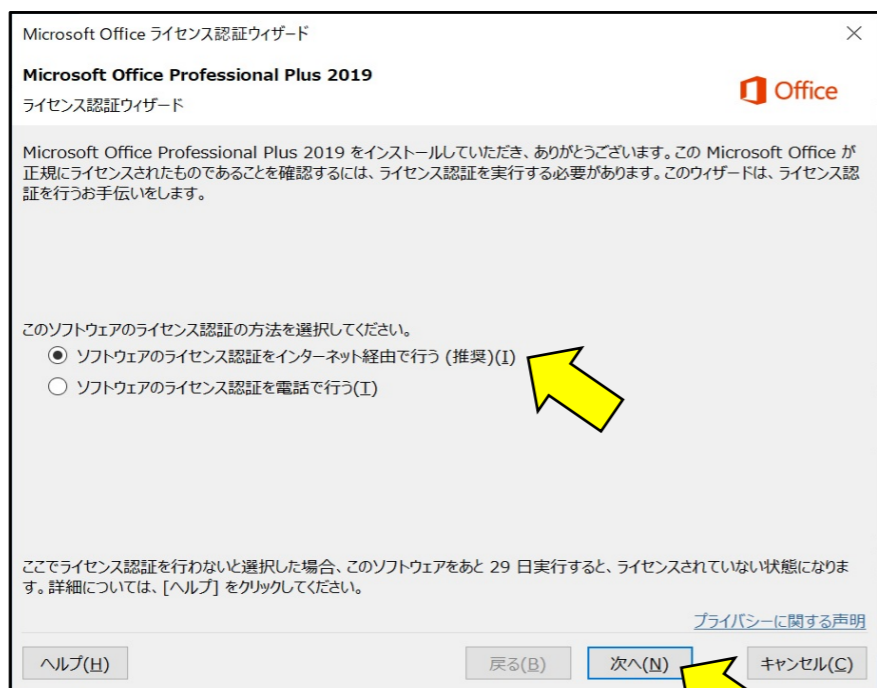 Microsoft Office ライセンス認証ウィザード
Microsoft Office Professional Plus 2019
Office
ライセンス認証ウィザード
Microsoft Office Professional Plus 2019 をインストールしていただき、ありがとうございます。この Microsoft Office が
正規にライセンスされたものであることを確認するには、ライセンス認証を実行する必要があります。このウィザードは、ライセンス認
証を行うお手伝いをします。
このソフトウェアのライセンス認証の方法を選択してください。
ソフトウェアのライセンス認証をインターネット経由で行う (推奨)(I)
ソフトウェアのライセンス認証を電話で行う(T)
ここでライセンス認証を行わないと選択した場合、このソフトウェアをあと 29 日実行すると、ライセンスされていない状態になりま
す。詳細については、[ヘルプ] をクリックしてください。
プライバシーに関する声明
ヘルプ(H) 戻る(B) 次へ(N) キャンセル(C)